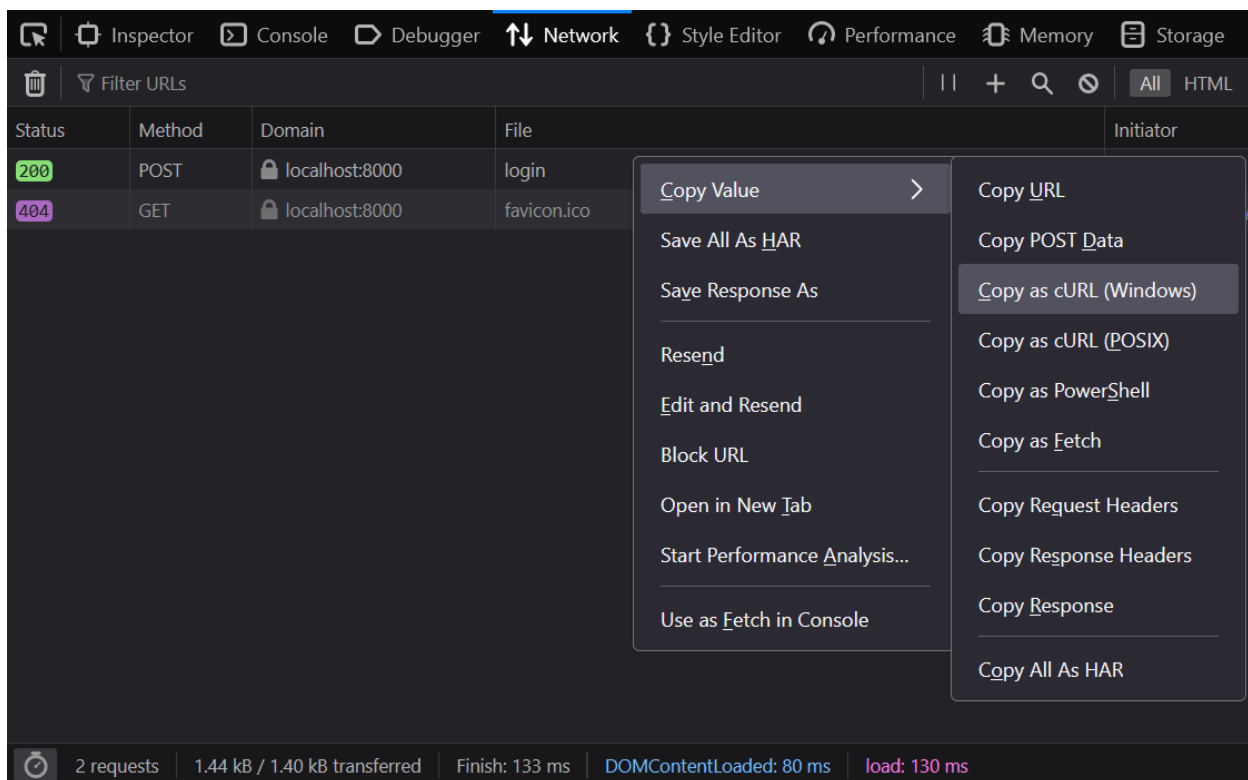 Inspector Console Debugger Network Style Editor Performance Memory Storage
Filter URLs All HTML
Status Method Domain File Initiator
200 POST localhost:8000 login
404 GET localhost:8000 favicon.ico
Copy Value
Save All As HAR
Save Response As
Resend
Edit and Resend
Block URL
Open in New Tab
Start Performance Analysis...
Use as Fetch in Console
Copy URL
Copy POST Data
Copy as cURL (Windows)
Copy as cURL (POSIX)
Copy as PowerShell
Copy as Fetch
Copy Request Headers
Copy Response Headers
Copy Response
Copy All As HAR
2 requests 1.44 kB / 1.40 kB transferred Finish: 133 ms DOMContentLoaded: 80 ms load: 130 ms